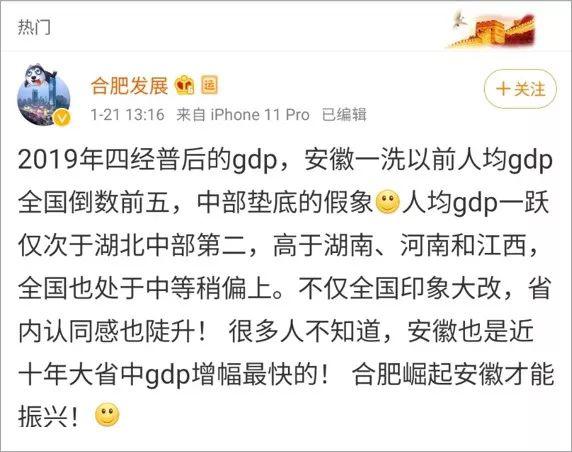 热门
合肥发展 运
+关注
1-21 13:16 来自 iPhone 11 Pro 已编辑
2019年四经普后的gdp，安徽一洗以前人均gdp
全国倒数前五，中部垫底的假象人均gdp一跃
仅次于湖北中部第二，高于湖南、河南和江西，
全国也处于中等稍偏上。不仅全国印象大改，省
内认同感也陡升！ 很多人不知道，安徽也是近
十年大省中gdp增幅最快的！ 合肥崛起安徽才能
振兴！